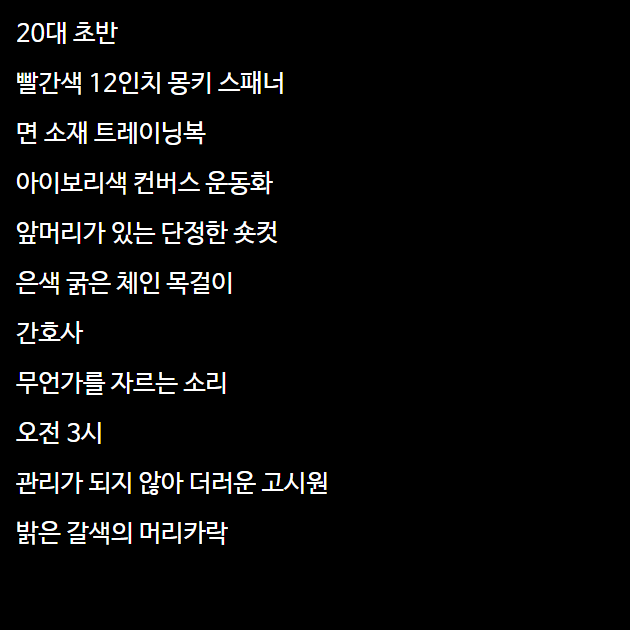 20대 초반
빨간색 12인치 몽키 스패너
면 소재 트레이닝복
아이보리색 컨버스 운동화
앞머리가 있는 단정한 숏컷
은색 굵은 체인 목걸이
간호사
무언가를 자르는 소리
오전 3시
관리가 되지 않아 더러운 고시원
밝은 갈색의 머리카락